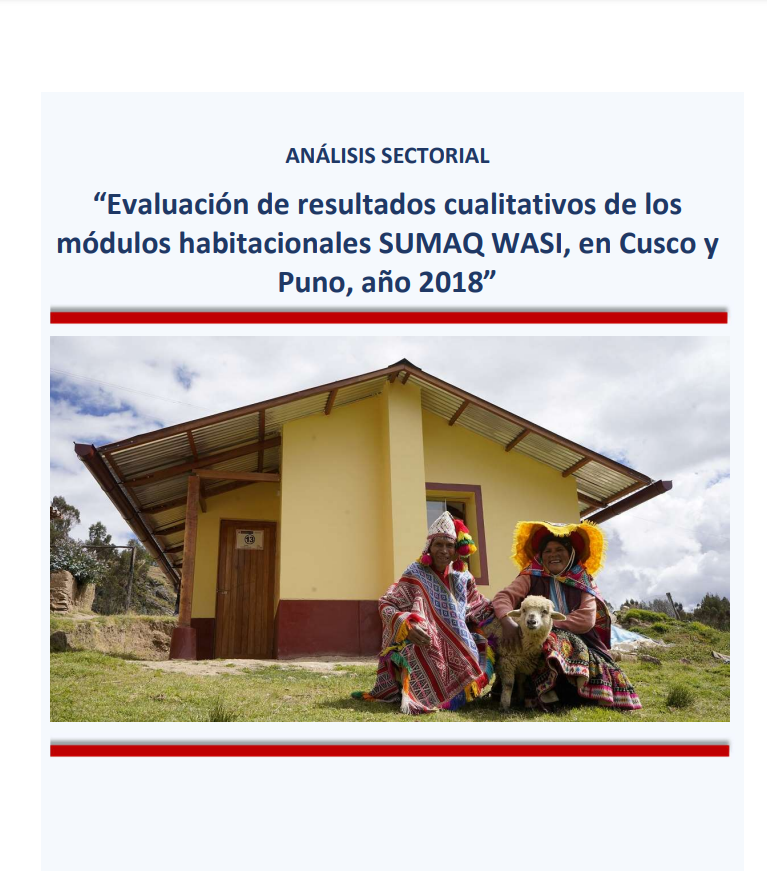 ANÁLISIS SECTORIAL
“Evaluación de resultados cualitativos de los
módulos habitacionales SUMAQ WASI, en Cusco y
Puno, año 2018”
13